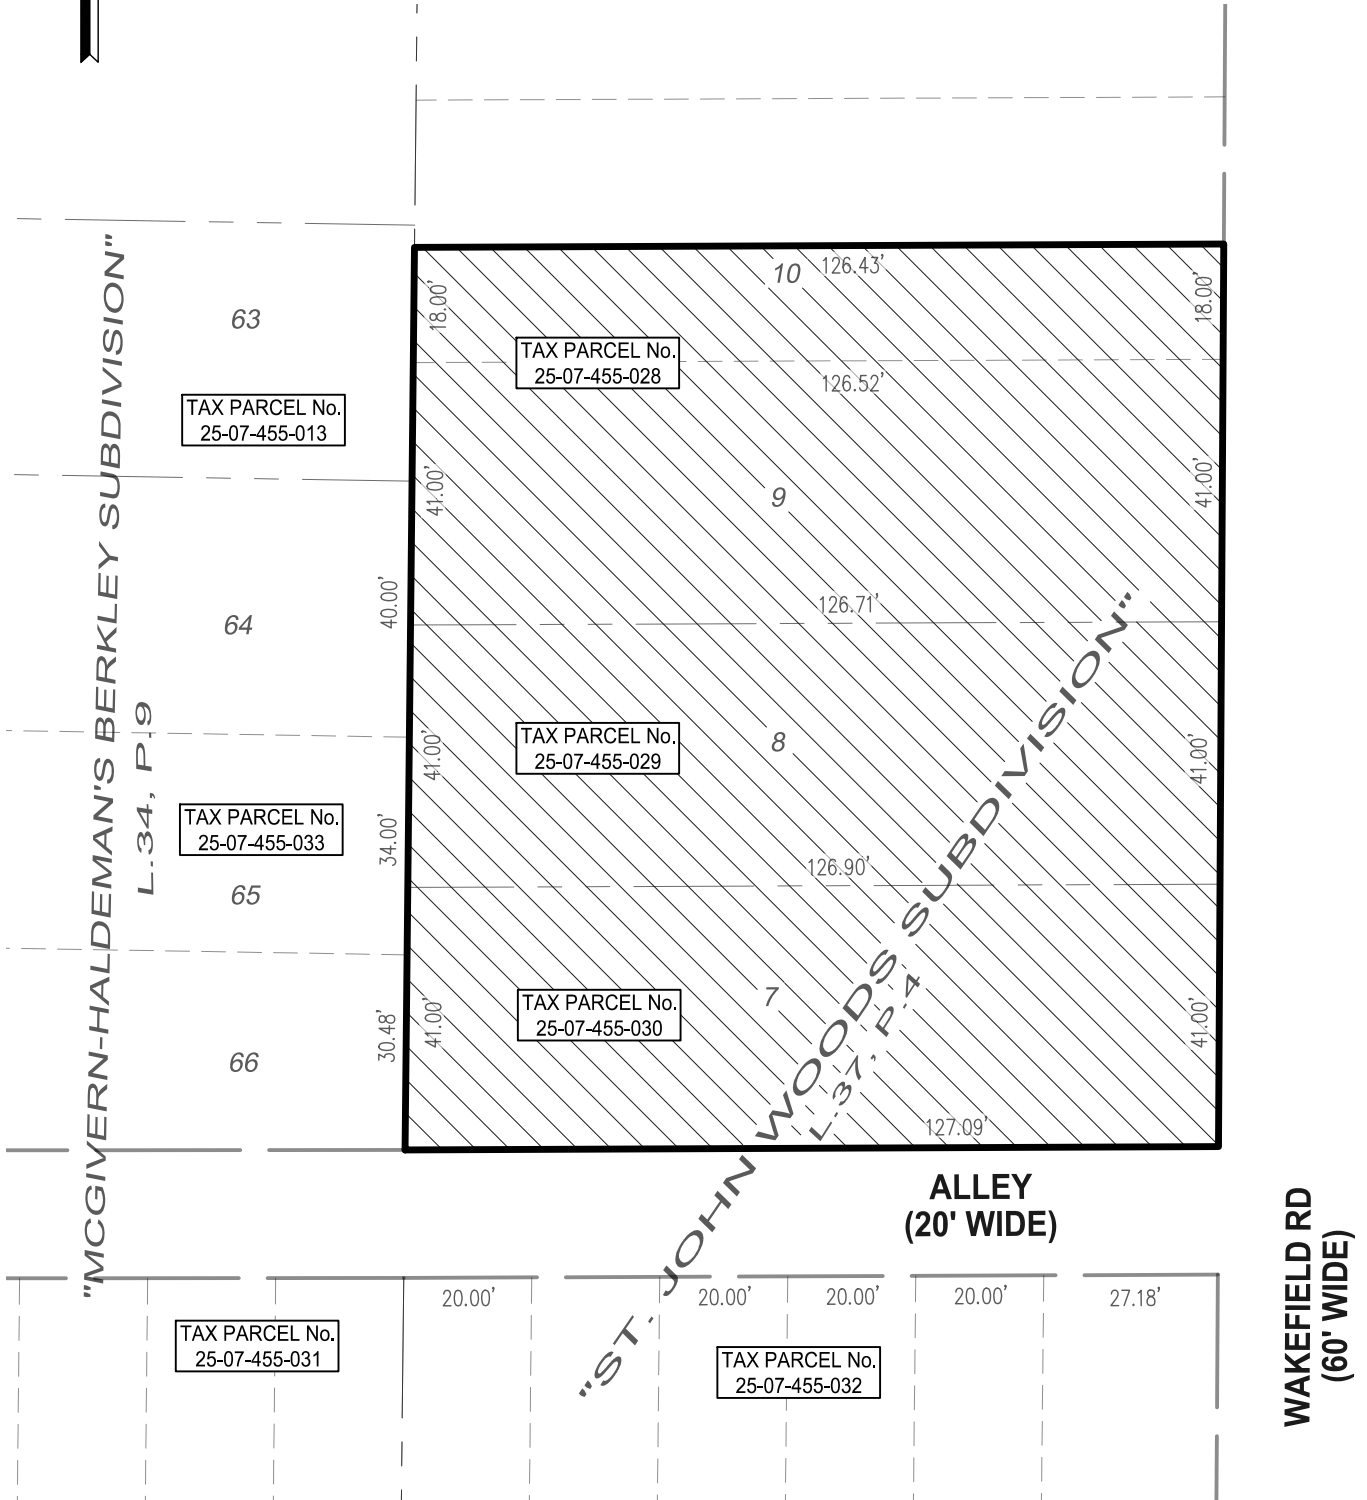 10
126.43'
18.00'
18.00'
63
TAX PARCEL No.
25-07-455-028
126.52'
TAX PARCEL No.
25-07-455-013
41.00'
9
41.00'
40.00'
126.71'
64
"MCGIVERN-HALDEMAN'S BERKLEY SUBDIVISION"
L.34, P.9
TAX PARCEL No.
25-07-455-029
8
41.00'
41.00'
TAX PARCEL No.
25-07-455-033
34.00'
126.90'
65
"ST. JOHN WOODS SUBDIVISION"
L.37, P.4
7
TAX PARCEL No.
25-07-455-030
41.00'
41.00'
30.48'
66
127.09'
ALLEY
(20' WIDE)
WAKEFIELD RD
(60' WIDE)
20.00'
20.00'
20.00'
20.00'
27.18'
TAX PARCEL No.
25-07-455-031
TAX PARCEL No.
25-07-455-032